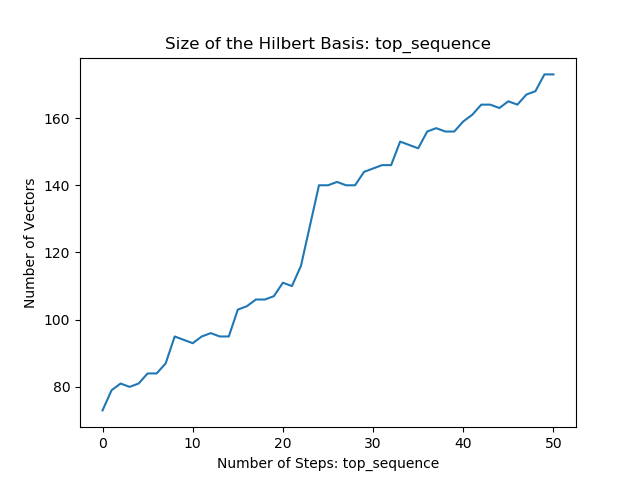 Size of the Hilbert Basis: top_sequence
Number of Vectors
160
140
120
100
80
0 10 20 30 40 50
Number of Steps: top_sequence